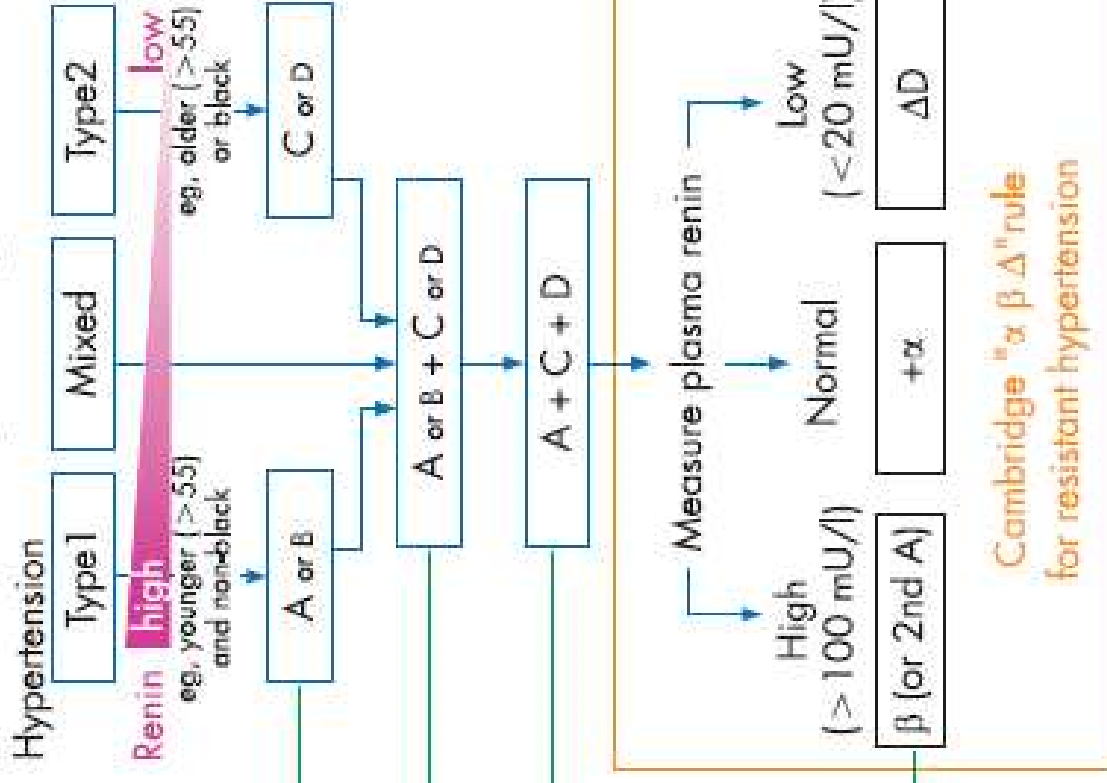 Hypertension
Type1
Mixed
Type2
Renin
high
low
eg, younger (>55)
and non-black
eg, older (>55)
or black
A or B
C or D
A or B + C or D
A + C + D
Measure plasma renin
High
(>100 mU/l)
Normal
Low
(<20 mU/l)
β (or 2nd A)
+α
ΔD
Cambridge "α β Δ" rule
for resistant hypertension